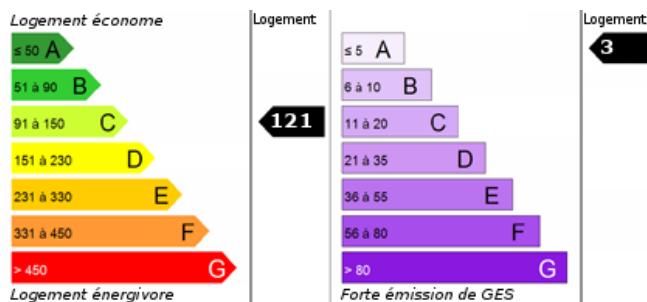 Logement économe
Logement
≤ 50 A
51 à 90 B
91 à 150 C
121
151 à 230 D
231 à 330 E
331 à 450 F
> 450 G
Logement énergivore
Logement
≤ 5 A
3
6 à 10 B
11 à 20 C
21 à 35 D
36 à 55 E
56 à 80 F
> 80 G
Forte émission de GES